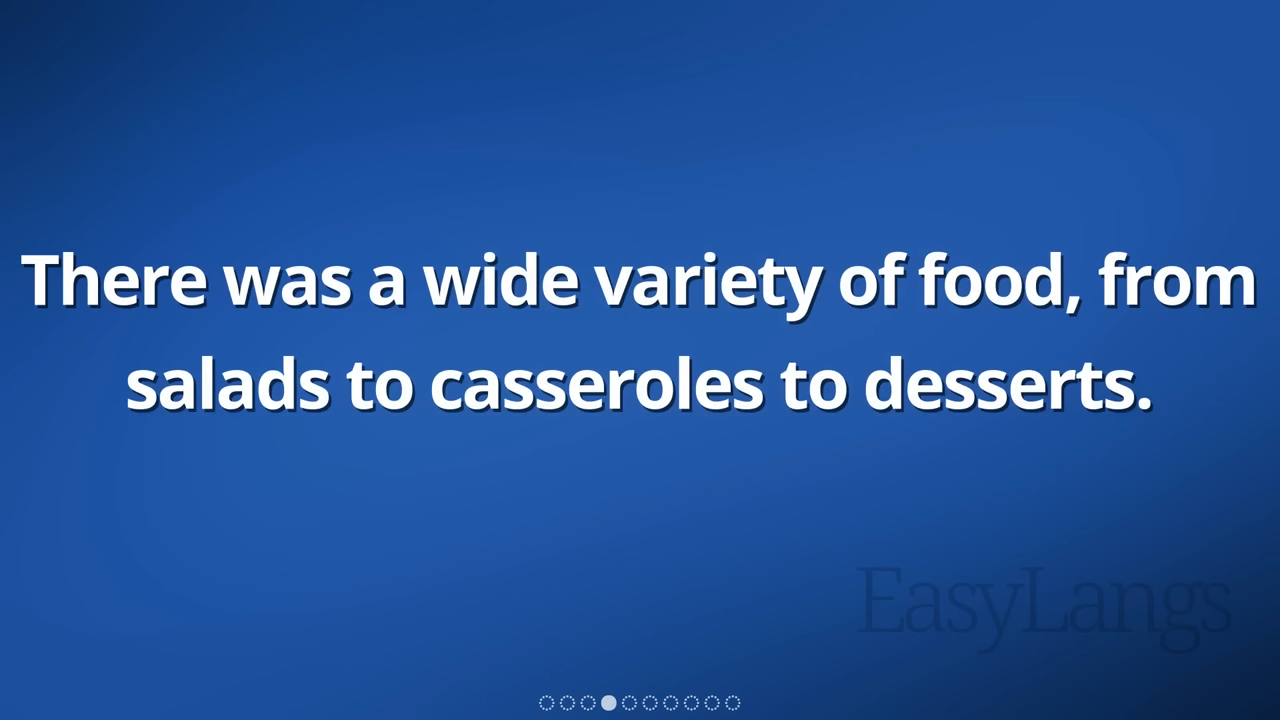 There was a wide variety of food, from
salads to casseroles to desserts.
EasyLangs